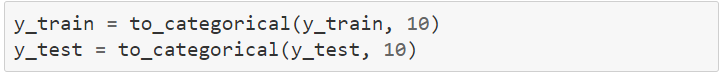 y_train = to_categorical(y_train, 10)
y_test = to_categorical(y_test, 10)